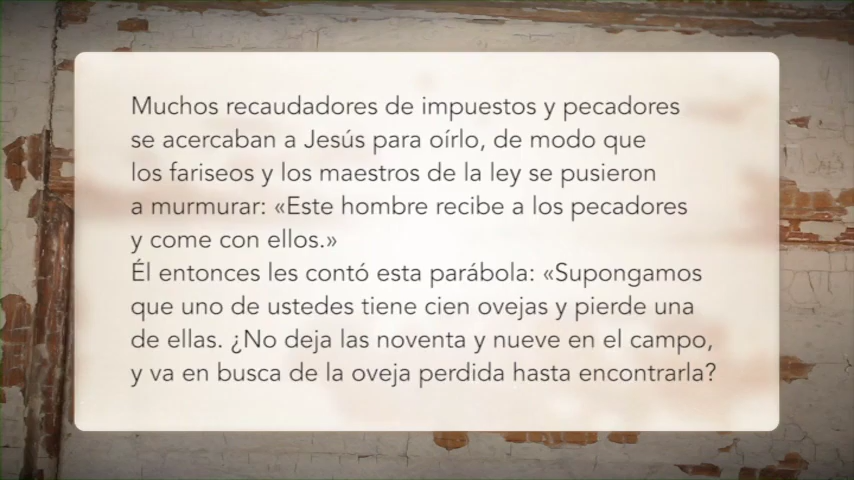 Muchos recaudadores de impuestos y pecadores
se acercaban a Jesús para oírlo, de modo que
los fariseos y los maestros de la ley se pusieron
a murmurar: «Este hombre recibe a los pecadores
y come con ellos.»
Él entonces les contó esta parábola: «Supongamos
que uno de ustedes tiene cien ovejas y pierde una
de ellas. ¿No deja las noventa y nueve en el campo,
y va en busca de la oveja perdida hasta encontrarla?